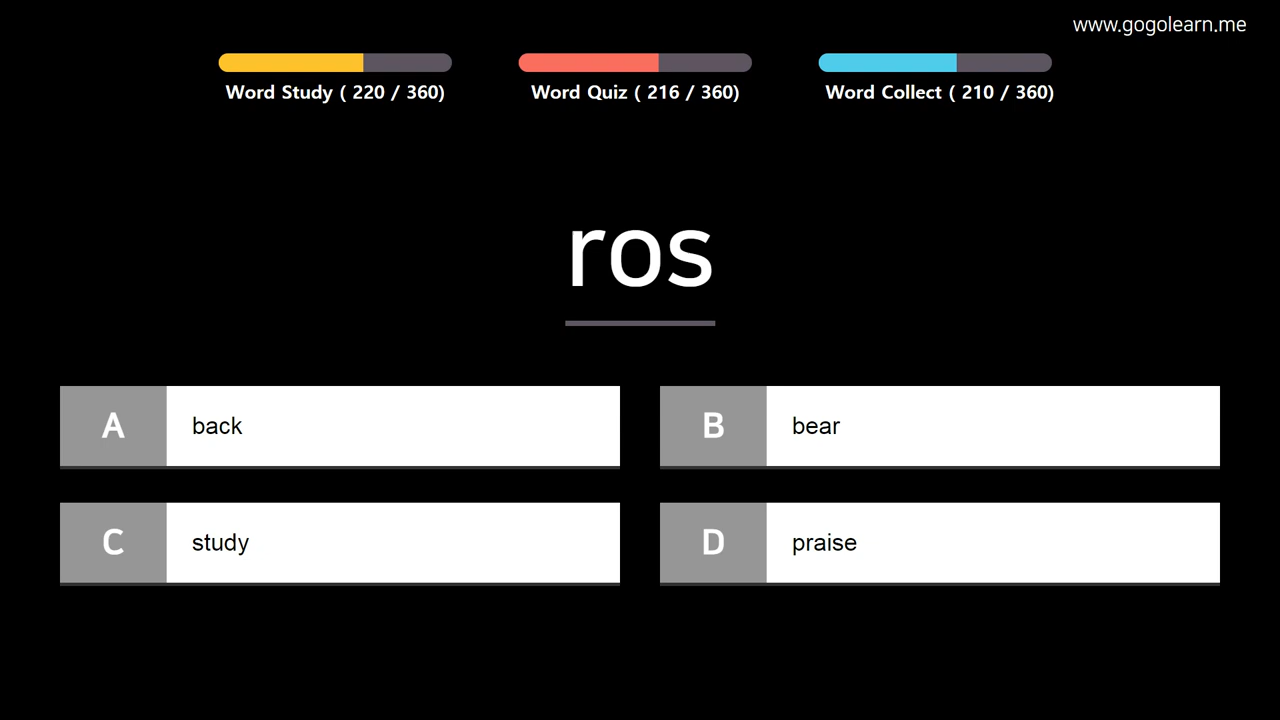 www.gogolearn.me
Word Study ( 220 / 360)
Word Quiz ( 216 / 360)
Word Collect ( 210 / 360)
ros
A back
B bear
C study
D praise